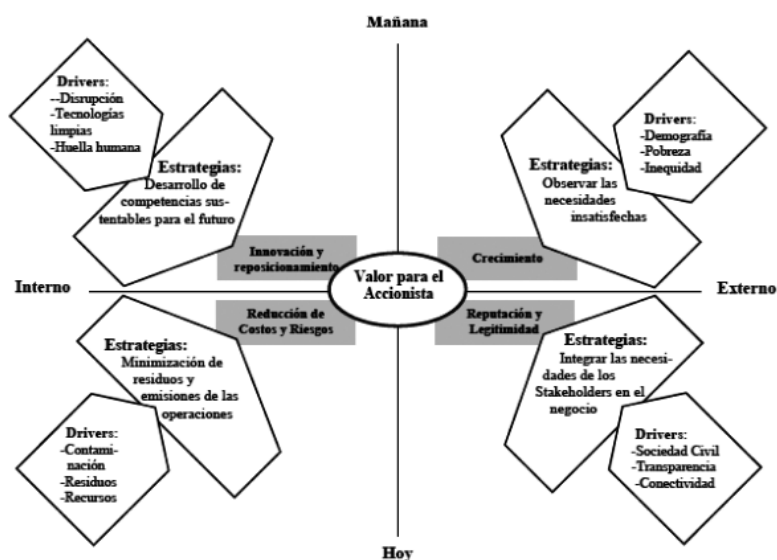 Mañana
Drivers:
--Disrupción
-Tecnologías
limpias
-Huella humana
Estrategias:
Desarrollo de
competencias sus-
tentables para el futuro
Innovación y
reposicionamiento
Drivers:
-Demografía
-Pobreza
-Inequidad
Estrategias:
Observar las
necesidades
insatisfechas
Crecimiento
Interno
Valor para el
Accionista
Externo
Reducción de
Costos y Riesgos
Estrategias:
Minimización de
residuos y
emisiones de las
operaciones
Drivers:
-Contami-
nación
-Residuos
-Recursos
Reputación y
Legitimidad
Estrategias:
Integrar las necesi-
dades de los
Stakeholders en el
negocio
Drivers:
-Sociedad Civil
-Transparencia
-Conectividad
Hoy